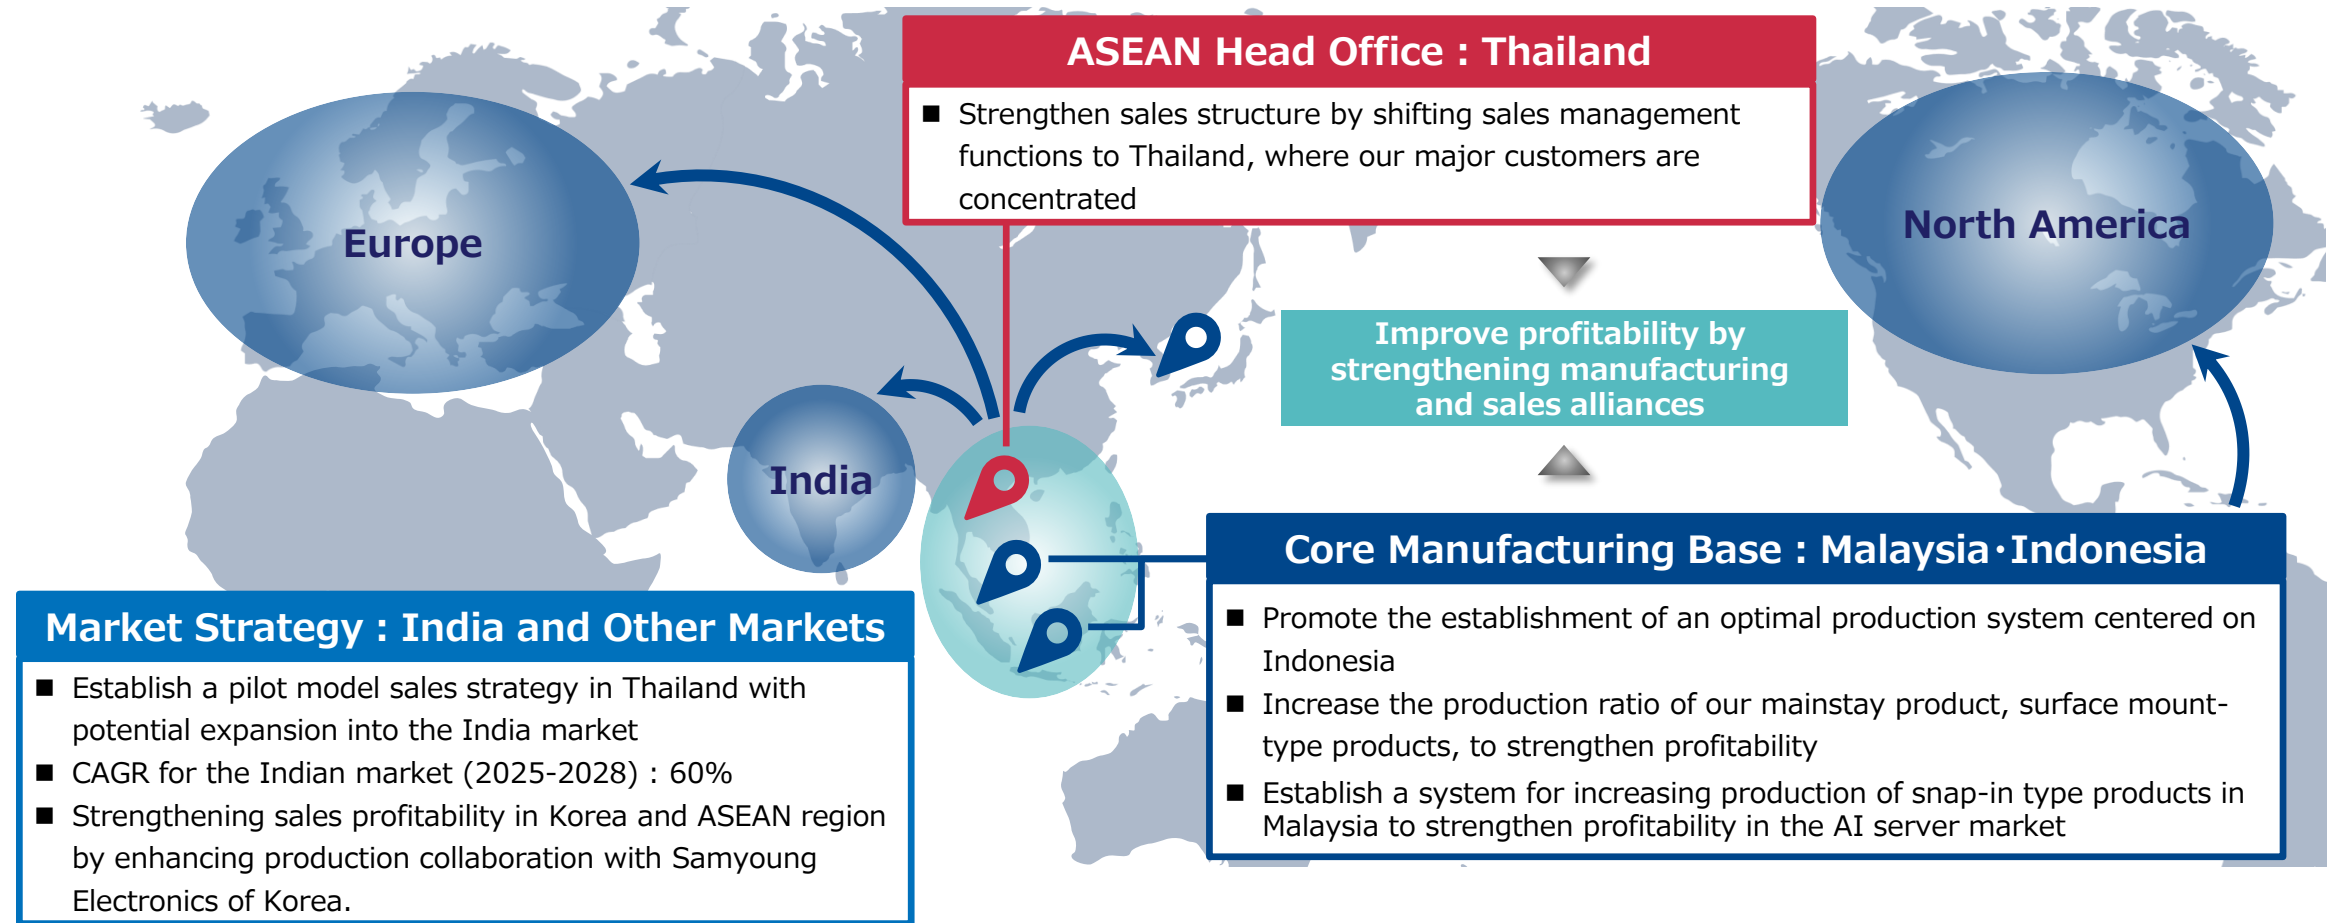 ASEAN Head Office : Thailand
■ Strengthen sales structure by shifting sales management
functions to Thailand, where our major customers are
concentrated
Europe
North America
India
Improve profitability by
strengthening manufacturing
and sales alliances
Core Manufacturing Base : Malaysia･Indonesia
■ Promote the establishment of an optimal production system centered on
Indonesia
■ Increase the production ratio of our mainstay product, surface mount-
type products, to strengthen profitability
■ Establish a system for increasing production of snap-in type products in
Malaysia to strengthen profitability in the AI server market
Market Strategy : India and Other Markets
■ Establish a pilot model sales strategy in Thailand with
potential expansion into the India market
■ CAGR for the Indian market (2025-2028) : 60%
■ Strengthening sales profitability in Korea and ASEAN region
by enhancing production collaboration with Samyoung
Electronics of Korea.